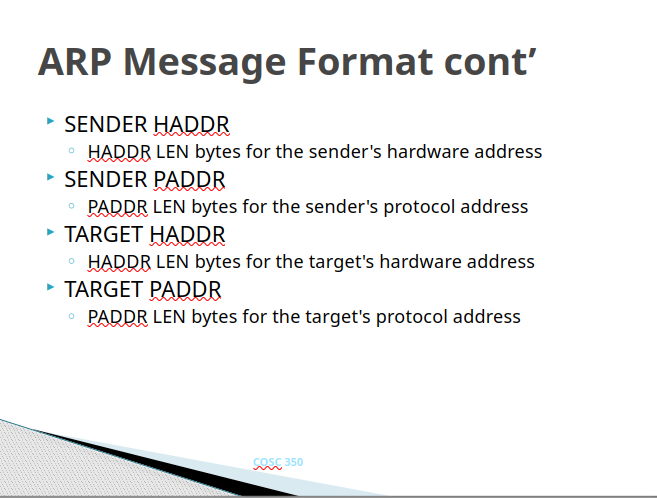 ARP Message Format cont’
SENDER HADDR
HADDR LEN bytes for the sender's hardware address
SENDER PADDR
PADDR LEN bytes for the sender's protocol address
TARGET HADDR
HADDR LEN bytes for the target's hardware address
TARGET PADDR
PADDR LEN bytes for the target's protocol address
COSC 350